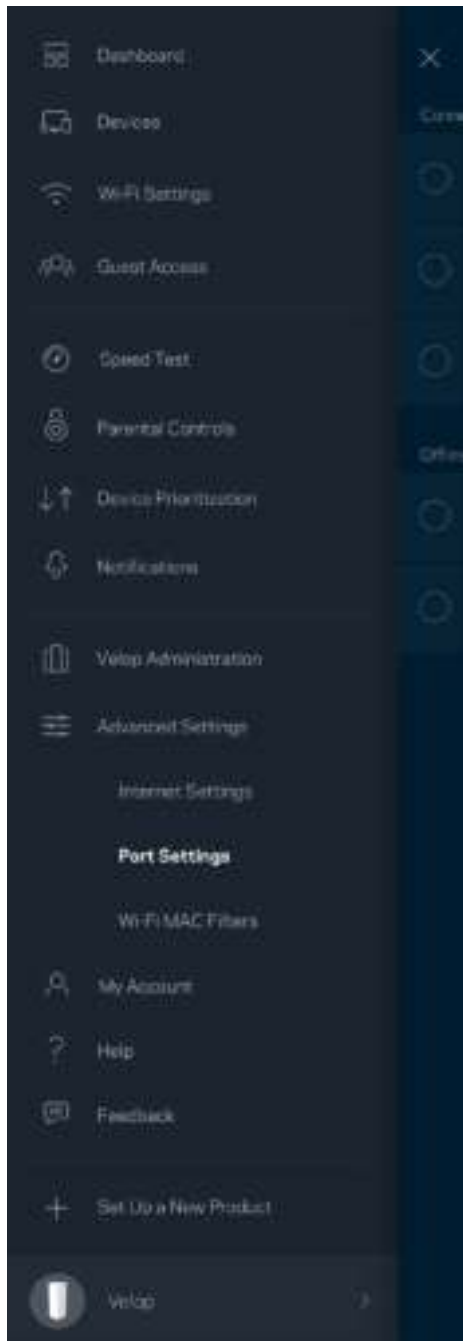 Dashboard
Devices
Wi-Fi Settings
Guest Access
Speed Test
Parental Controls
Device Prioritization
Notifications
Velop Administration
Advanced Settings
Internet Settings
Port Settings
Wi-Fi MAC Filters
My Account
Help
Feedback
Set Up a New Product
Velop